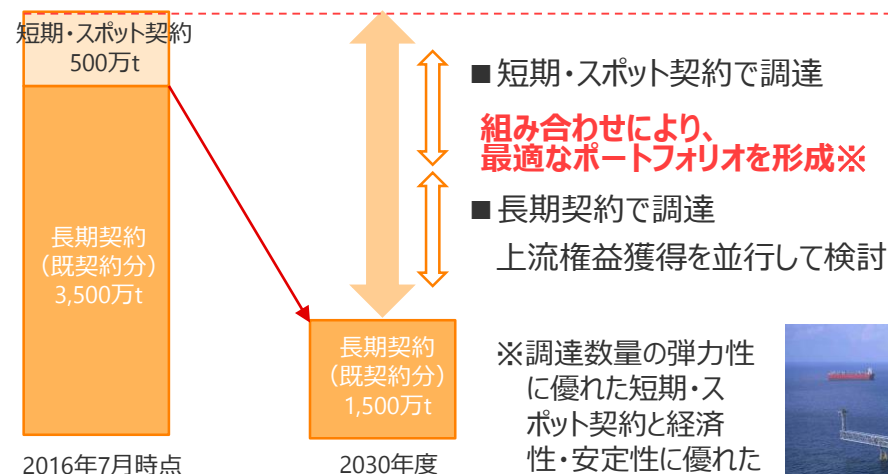 短期・スポット契約
500万t
長期契約
（既契約分）
3,500万t
2016年7月時点
長期契約
（既契約分）
1,500万t
2030年度
■短期・スポット契約で調達
組み合わせにより、
最適なポートフォリオを形成※
■長期契約で調達
上流権益獲得を並行して検討
※調達数量の弾力性
に優れた短期・ス
ポット契約と経済
性・安定性に優れた